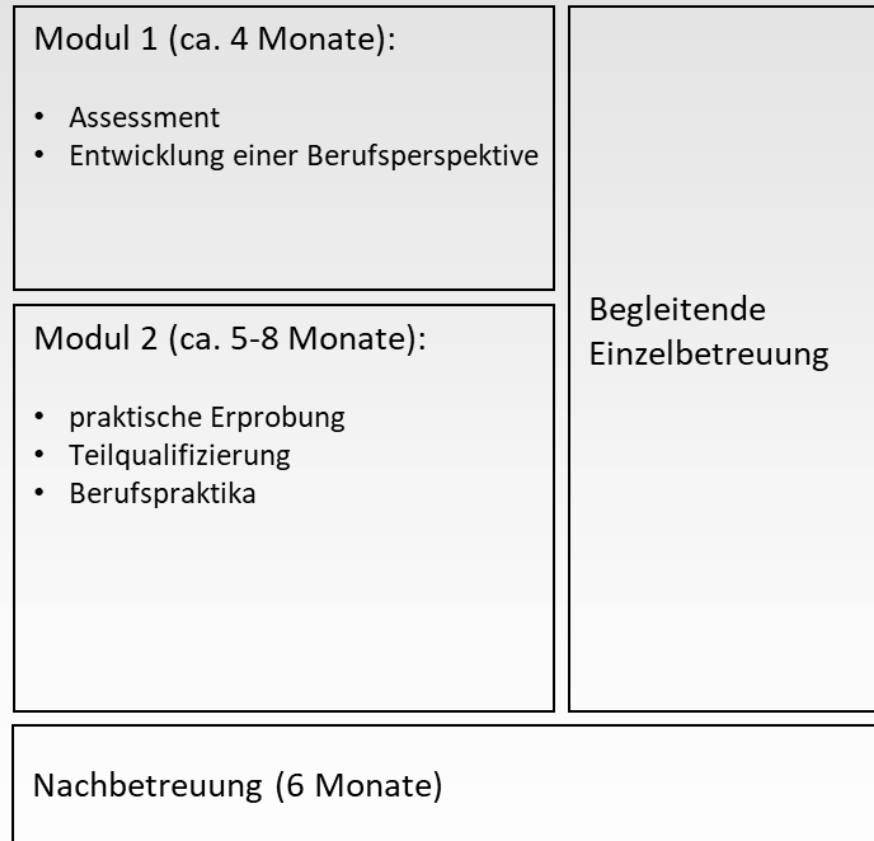 Modul 1 (ca. 4 Monate):
• Assessment
• Entwicklung einer Berufsperspektive
Modul 2 (ca. 5-8 Monate):
• praktische Erprobung
• Teilqualifizierung
• Berufspraktika
Begleitende
Einzelbetreuung
Nachbetreuung (6 Monate)